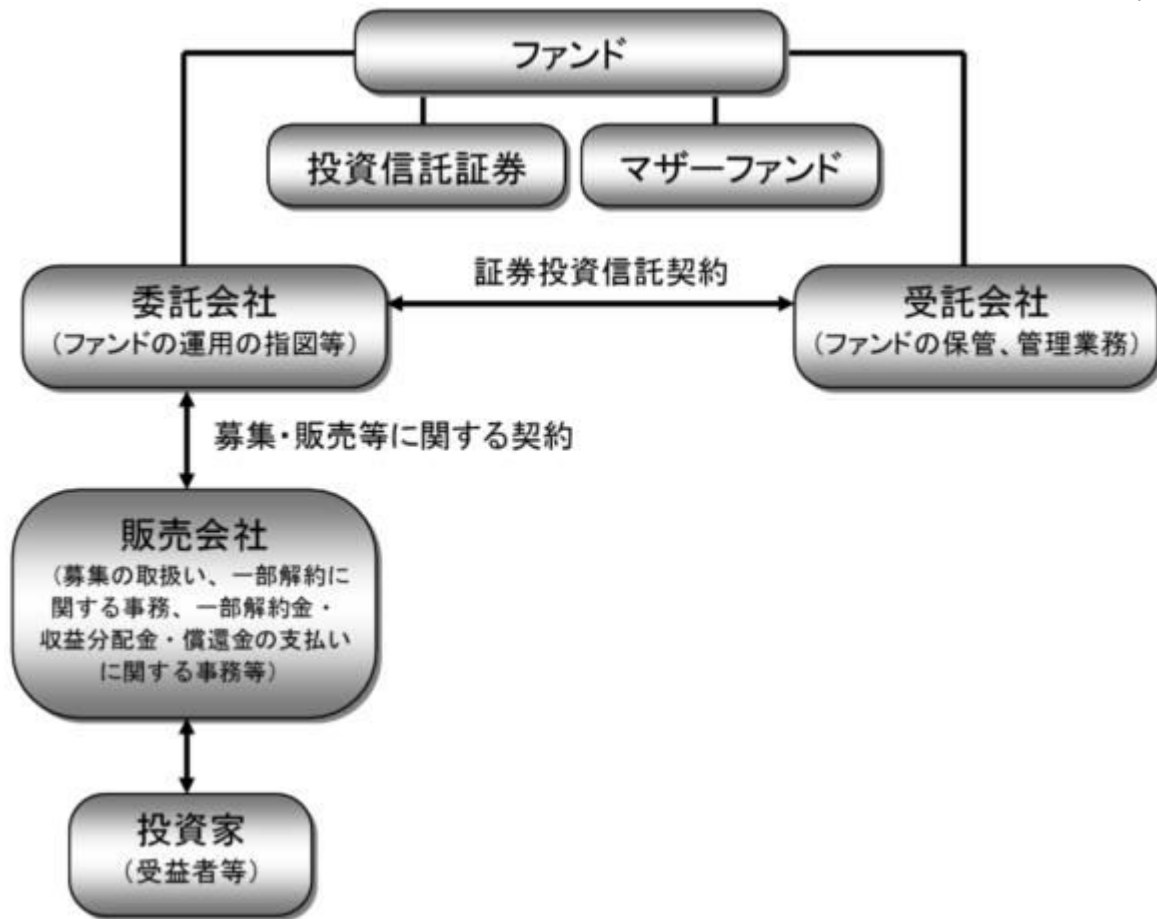 ファンド
投資信託証券
マザーファンド
証券投資信託契約
委託会社
（ファンドの運用の指図等）
受託会社
（ファンドの保管、管理業務）
募集・販売等に関する契約
販売会社
（募集の取扱い、一部解約に
関する事務、一部解約金・
収益分配金・償還金の支払い
に関する事務等）
投資家
（受益者等）